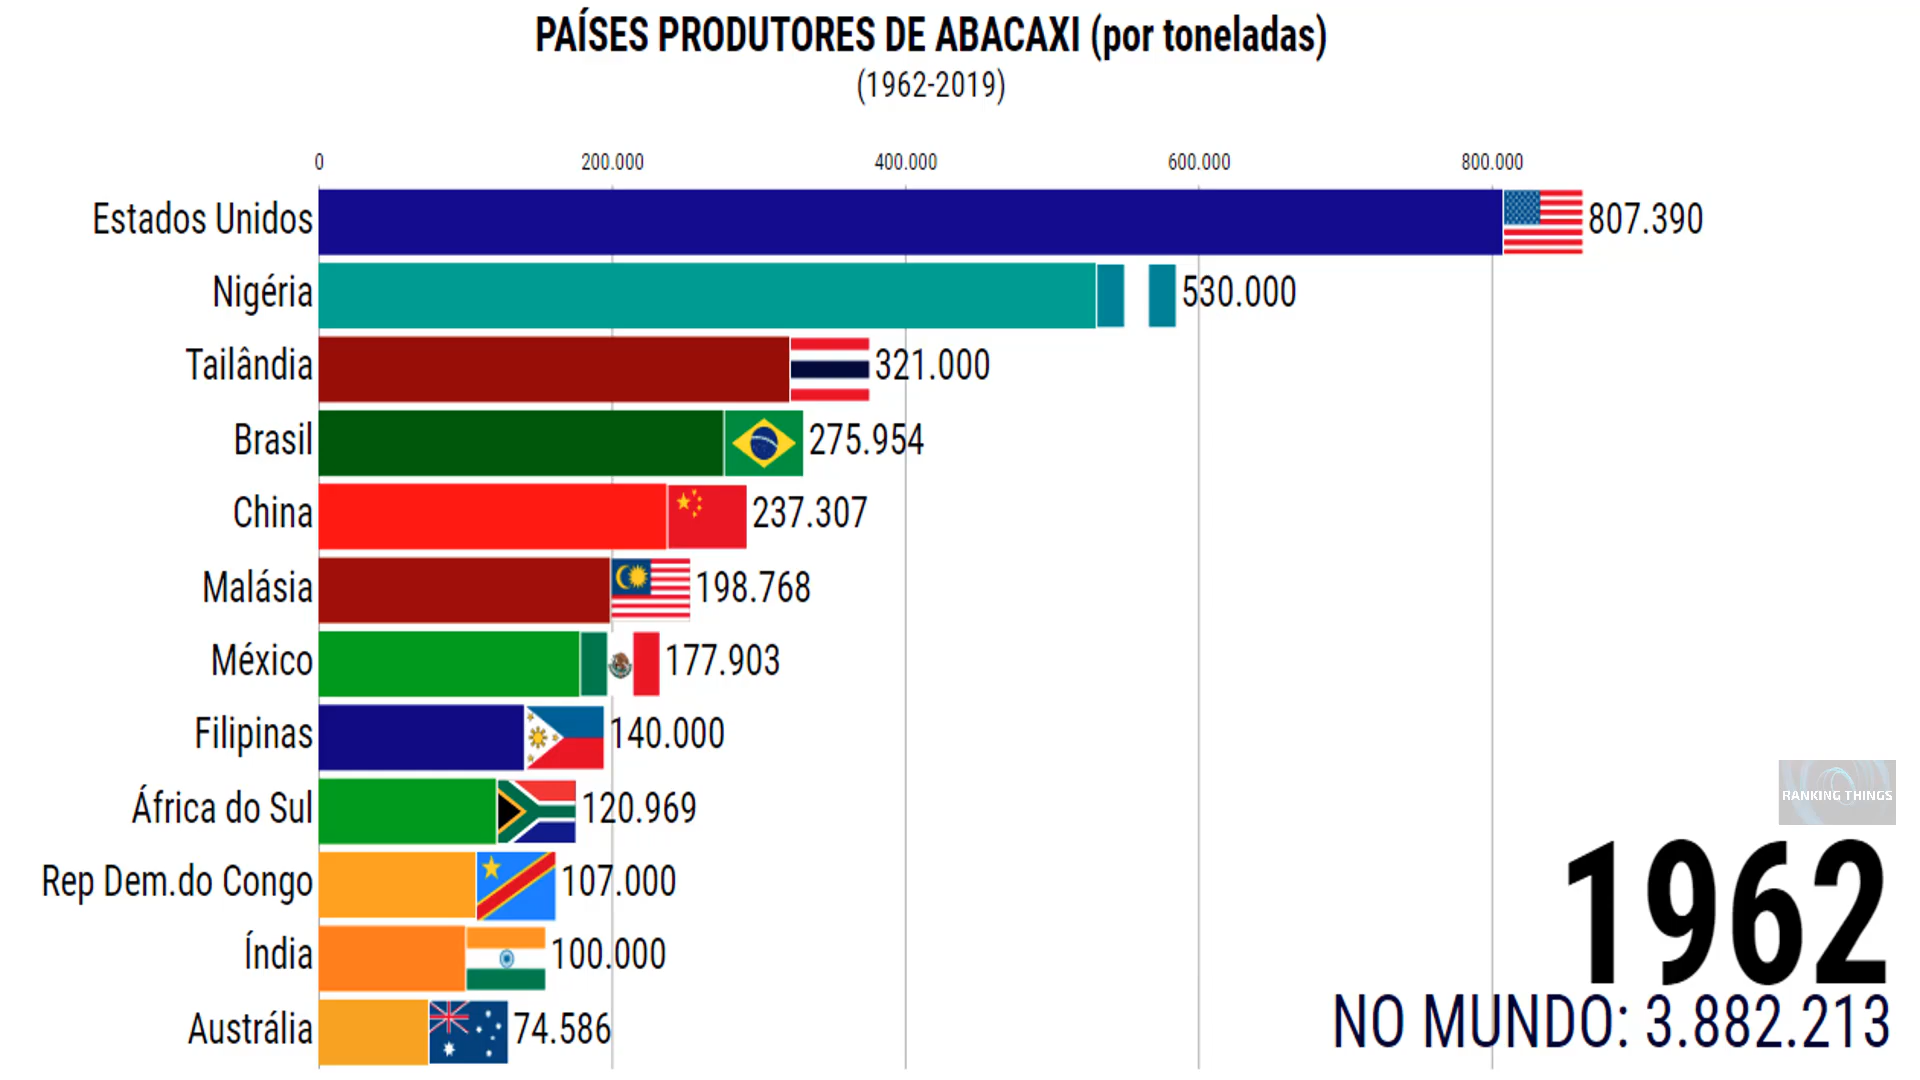 PAÍSES PRODUTORES DE ABACAXI (por toneladas)
(1962-2019)
0 200.000 400.000 600.000 800.000
Estados Unidos 807.390
Nigéria 530.000
Tailândia 321.000
Brasil 275.954
China 237.307
Malásia 198.768
México 177.903
Filipinas 140.000
África do Sul 120.969
Rep Dem.do Congo 107.000
Índia 100.000
Austrália 74.586
RANKING THINGS
1962
NO MUNDO: 3.882.213